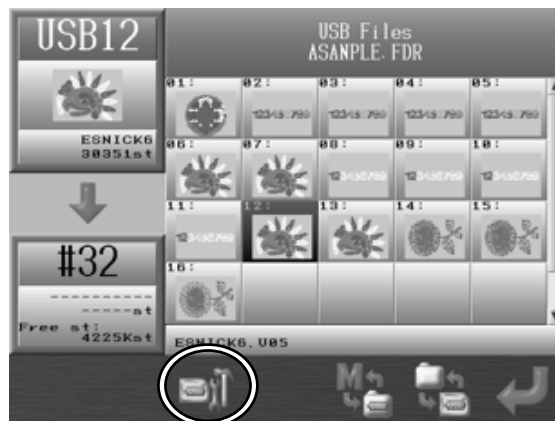 USB12
USB Files
ASANPLE.FDR
ESNICK6
30351st
#32
----------
-----st
Free st:
4225Kst
01: 02: 03: 04: 05:
06: 07: 08: 09: 10:
11: 12: 13: 14: 15:
16:
ESNICK6.U05
M